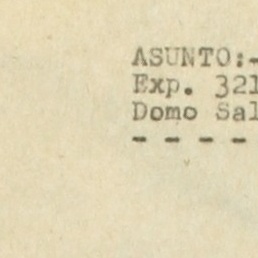 ASUNTO:-
Exp. 321
Domo Sal
- - - -